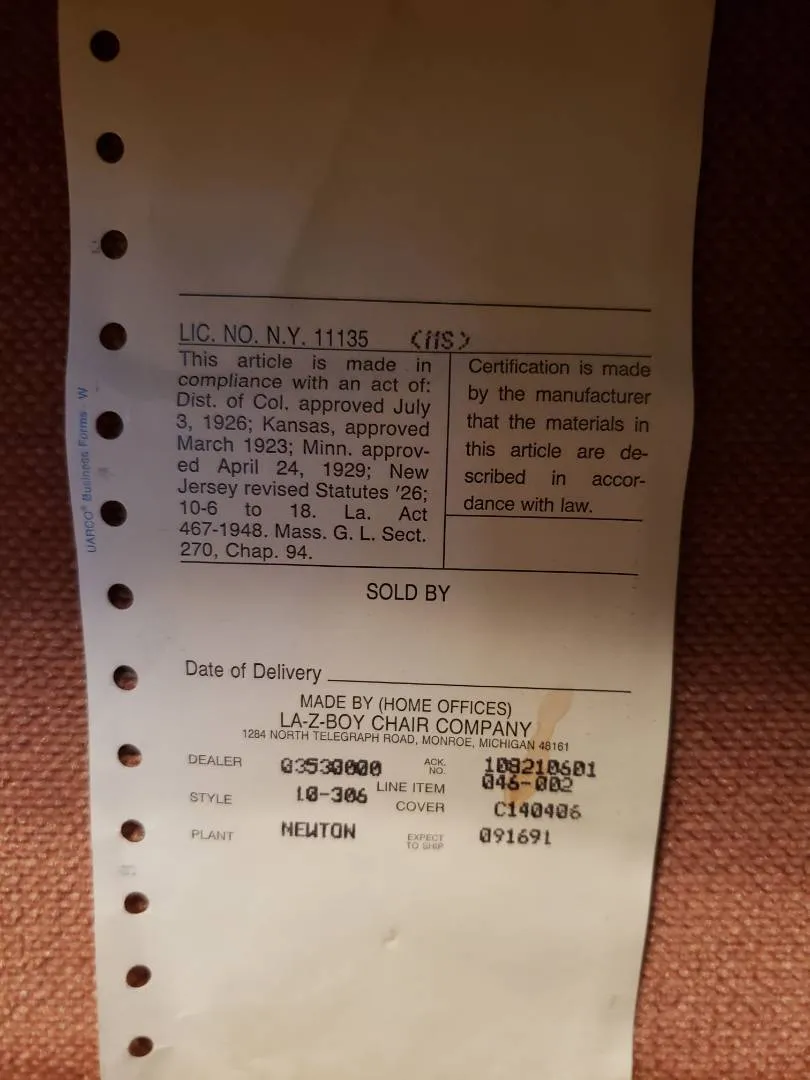 LIC. NO. N.Y. 11135 (MS)
This article is made in
compliance with an act of:
Dist. of Col. approved July
3, 1926; Kansas, approved
March 1923; Minn. approv-
ed April 24, 1929; New
Jersey revised Statutes '26;
10-6 to 18. La. Act
467-1948. Mass. G. L. Sect.
270, Chap. 94.
Certification is made
by the manufacturer
that the materials in
this article are de-
scribed in accor-
dance with law.
SOLD BY
Date of Delivery
MADE BY (HOME OFFICES)
LA-Z-BOY CHAIR COMPANY
1284 NORTH TELEGRAPH ROAD, MONROE, MICHIGAN 48161
DEALER 03530000 ACK. NO. 108210601
LINE ITEM 046-002
STYLE 10-306 COVER C140406
PLANT NEWTON EXPECT TO SHIP 091691
UARCO® Business Forms W